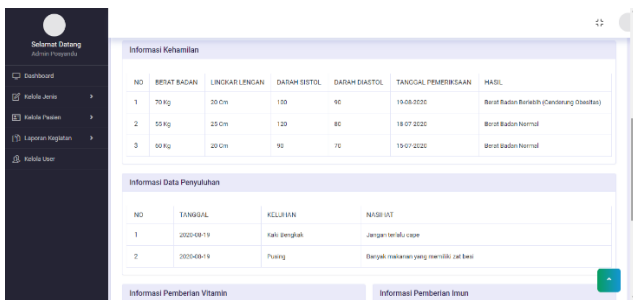 Selamat Datang
Admin Posyandu
Dashboard
Kelola Jenis
Kelola Pasien
Laporan Kegiatan
Kelola User
Informasi Kehamilan
NO BERAT BADAN LINGKAR LENGAN DARAH SISTOL DARAH DIASTOL TANGGAL PEMERIKSAAN HASIL
1 70 Kg 20 Cm 100 90 19-08-2020 Berat Badan Berlebih (Cenderung Obesitas)
2 55 Kg 25 Cm 120 80 18-07-2020 Berat Badan Normal
3 60 Kg 20 Cm 90 70 15-07-2020 Berat Badan Normal
Informasi Data Penyuluhan
NO TANGGAL KELUHAN NASIHAT
1 2020-08-19 Kaki Bengkak Jangan terlalu cape
2 2020-08-19 Pusing Banyak makanan yang memiliki zat besi
Informasi Pemberian Vitamin
Informasi Pemberian Imun